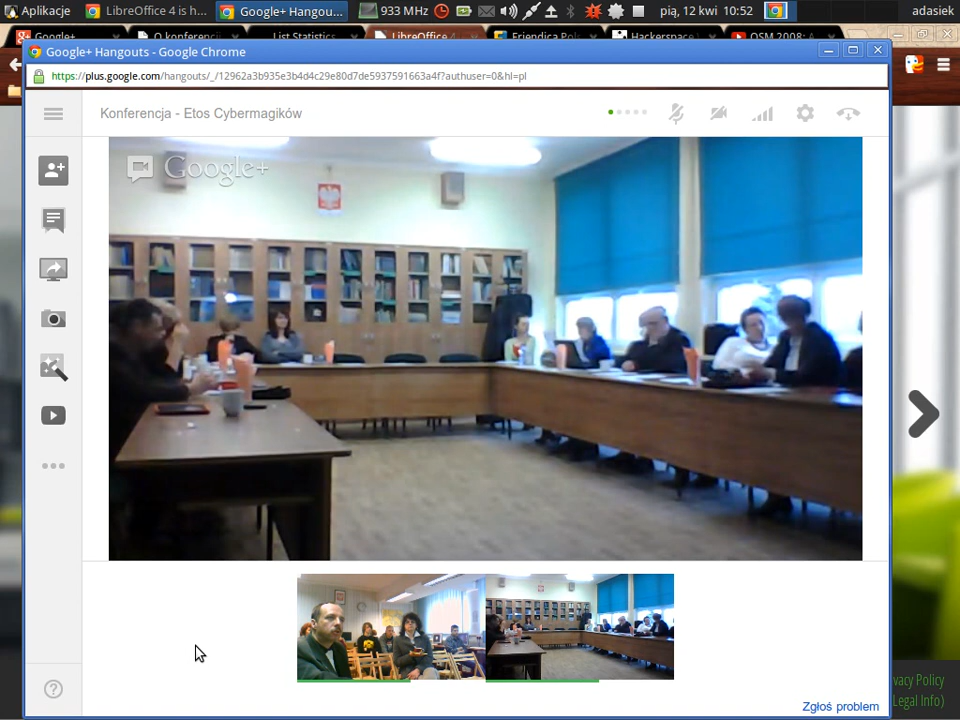 Aplikacje
LibreOffice 4 is h...
Google+ Hangou...
933 MHz
pią, 12 kwi 10:52
adasiek
Google+
O konferencji
List Statistics
LibreOffice 4
Friendica Pols
Hackerspace
OSM 2008: A
Google+ Hangouts - Google Chrome
https://plus.google.com/hangouts/_/12962a3b935e3b4d4c29e80d7de5937591663a4f?authuser=0&hl=pl
Konferencja - Etos Cybermagików
Google+
Zgłoś problem
vacy Policy
Legal Info)